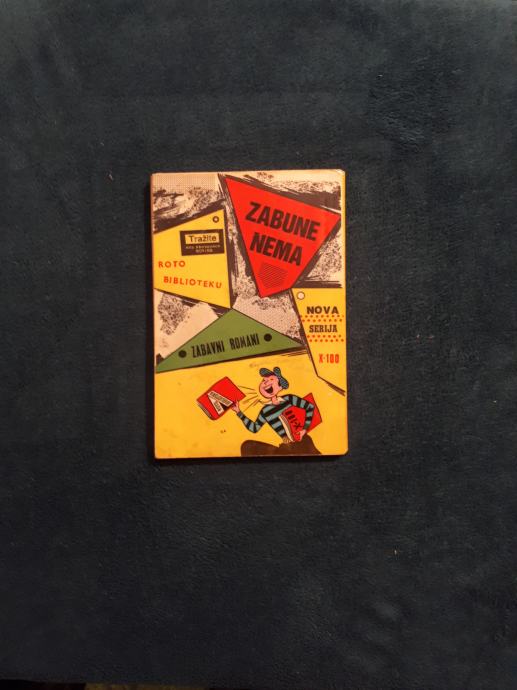 ZABUNE
NEMA
Tražite
ROTO
BIBLIOTEKU
NOVA
SERIJA
X-100
ZABAVNI ROMANI